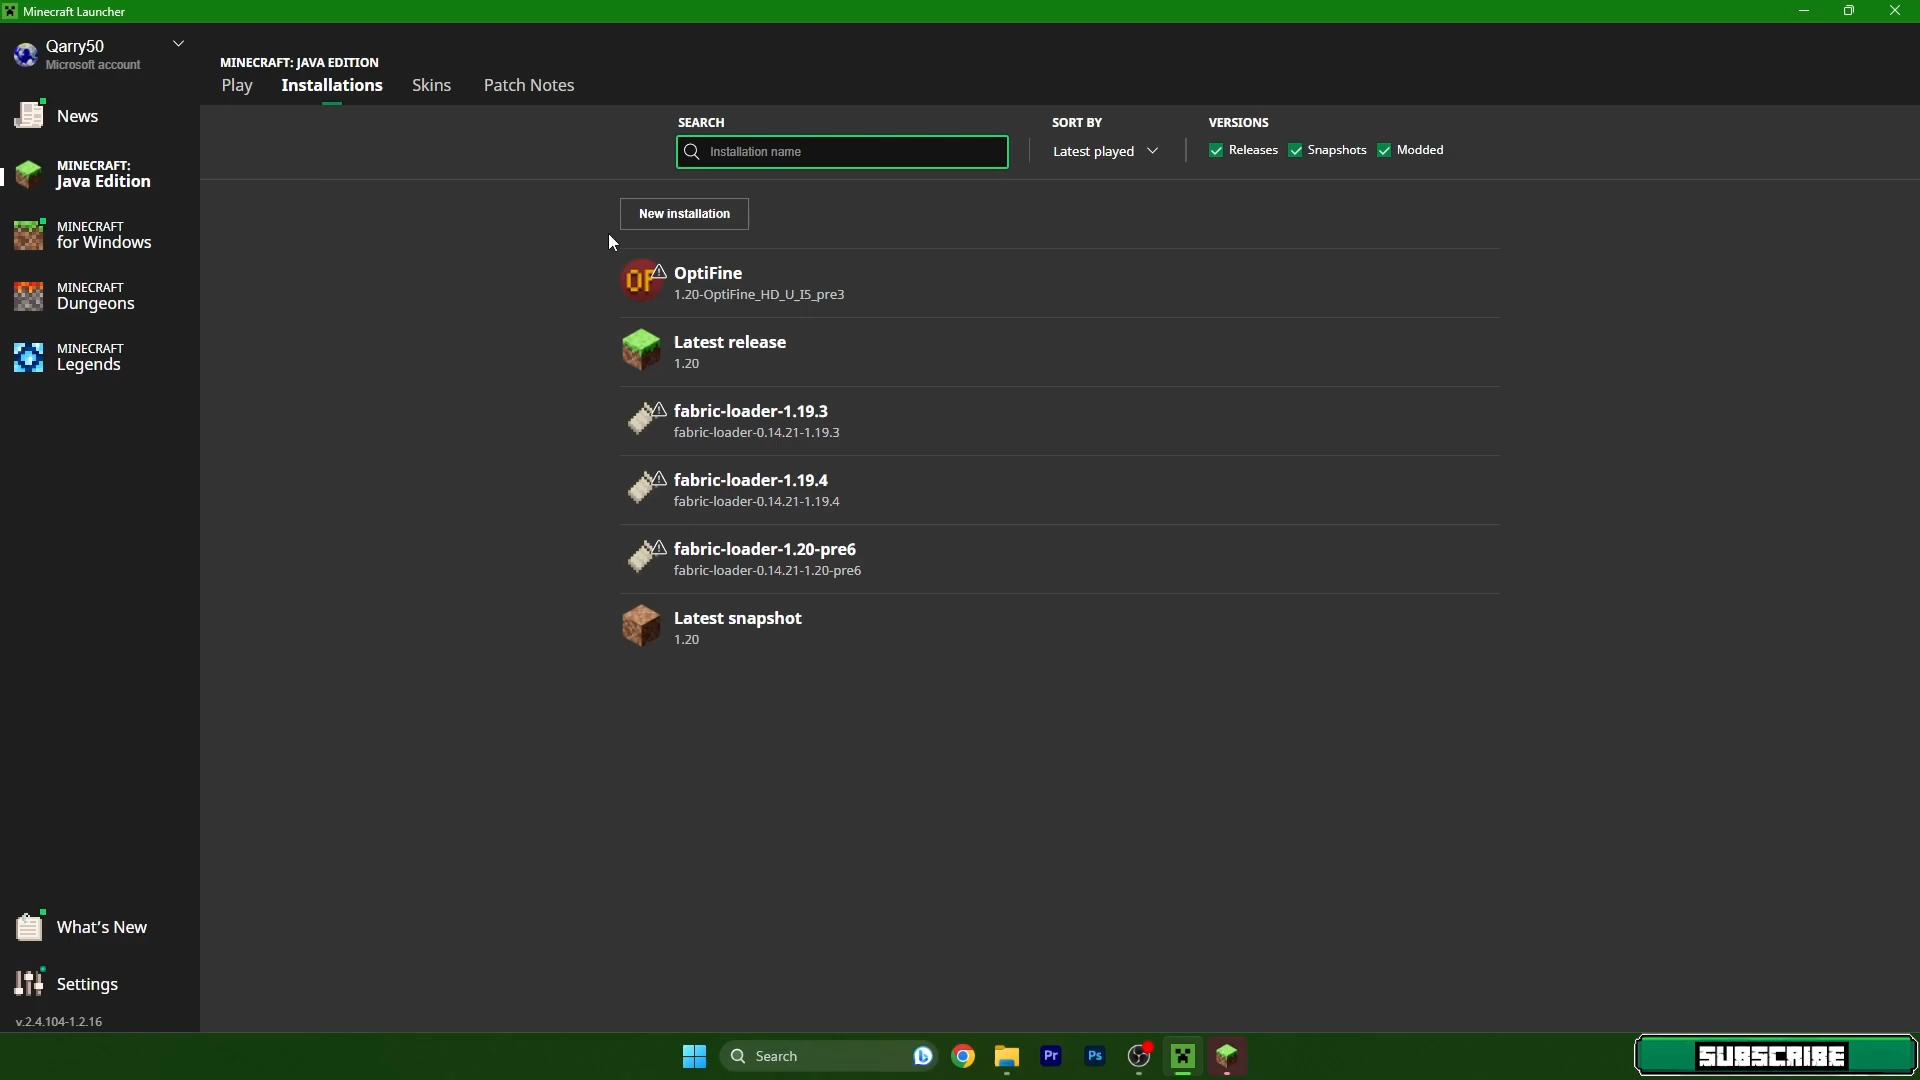 Minecraft Launcher
Qarry50
Microsoft account
News
MINECRAFT:
Java Edition
MINECRAFT
for Windows
MINECRAFT
Dungeons
MINECRAFT
Legends
What's New
Settings
v.2.4.104-1.2.16
MINECRAFT: JAVA EDITION
Play Installations Skins Patch Notes
SEARCH SORT BY VERSIONS
Installation name Latest played Releases Snapshots Modded
New installation
OF OptiFine
1.20-OptiFine_HD_U_I5_pre3
Latest release
1.20
fabric-loader-1.19.3
fabric-loader-0.14.21-1.19.3
fabric-loader-1.19.4
fabric-loader-0.14.21-1.19.4
fabric-loader-1.20-pre6
fabric-loader-0.14.21-1.20-pre6
Latest snapshot
1.20
Search Pr Ps SUBSCRIBE